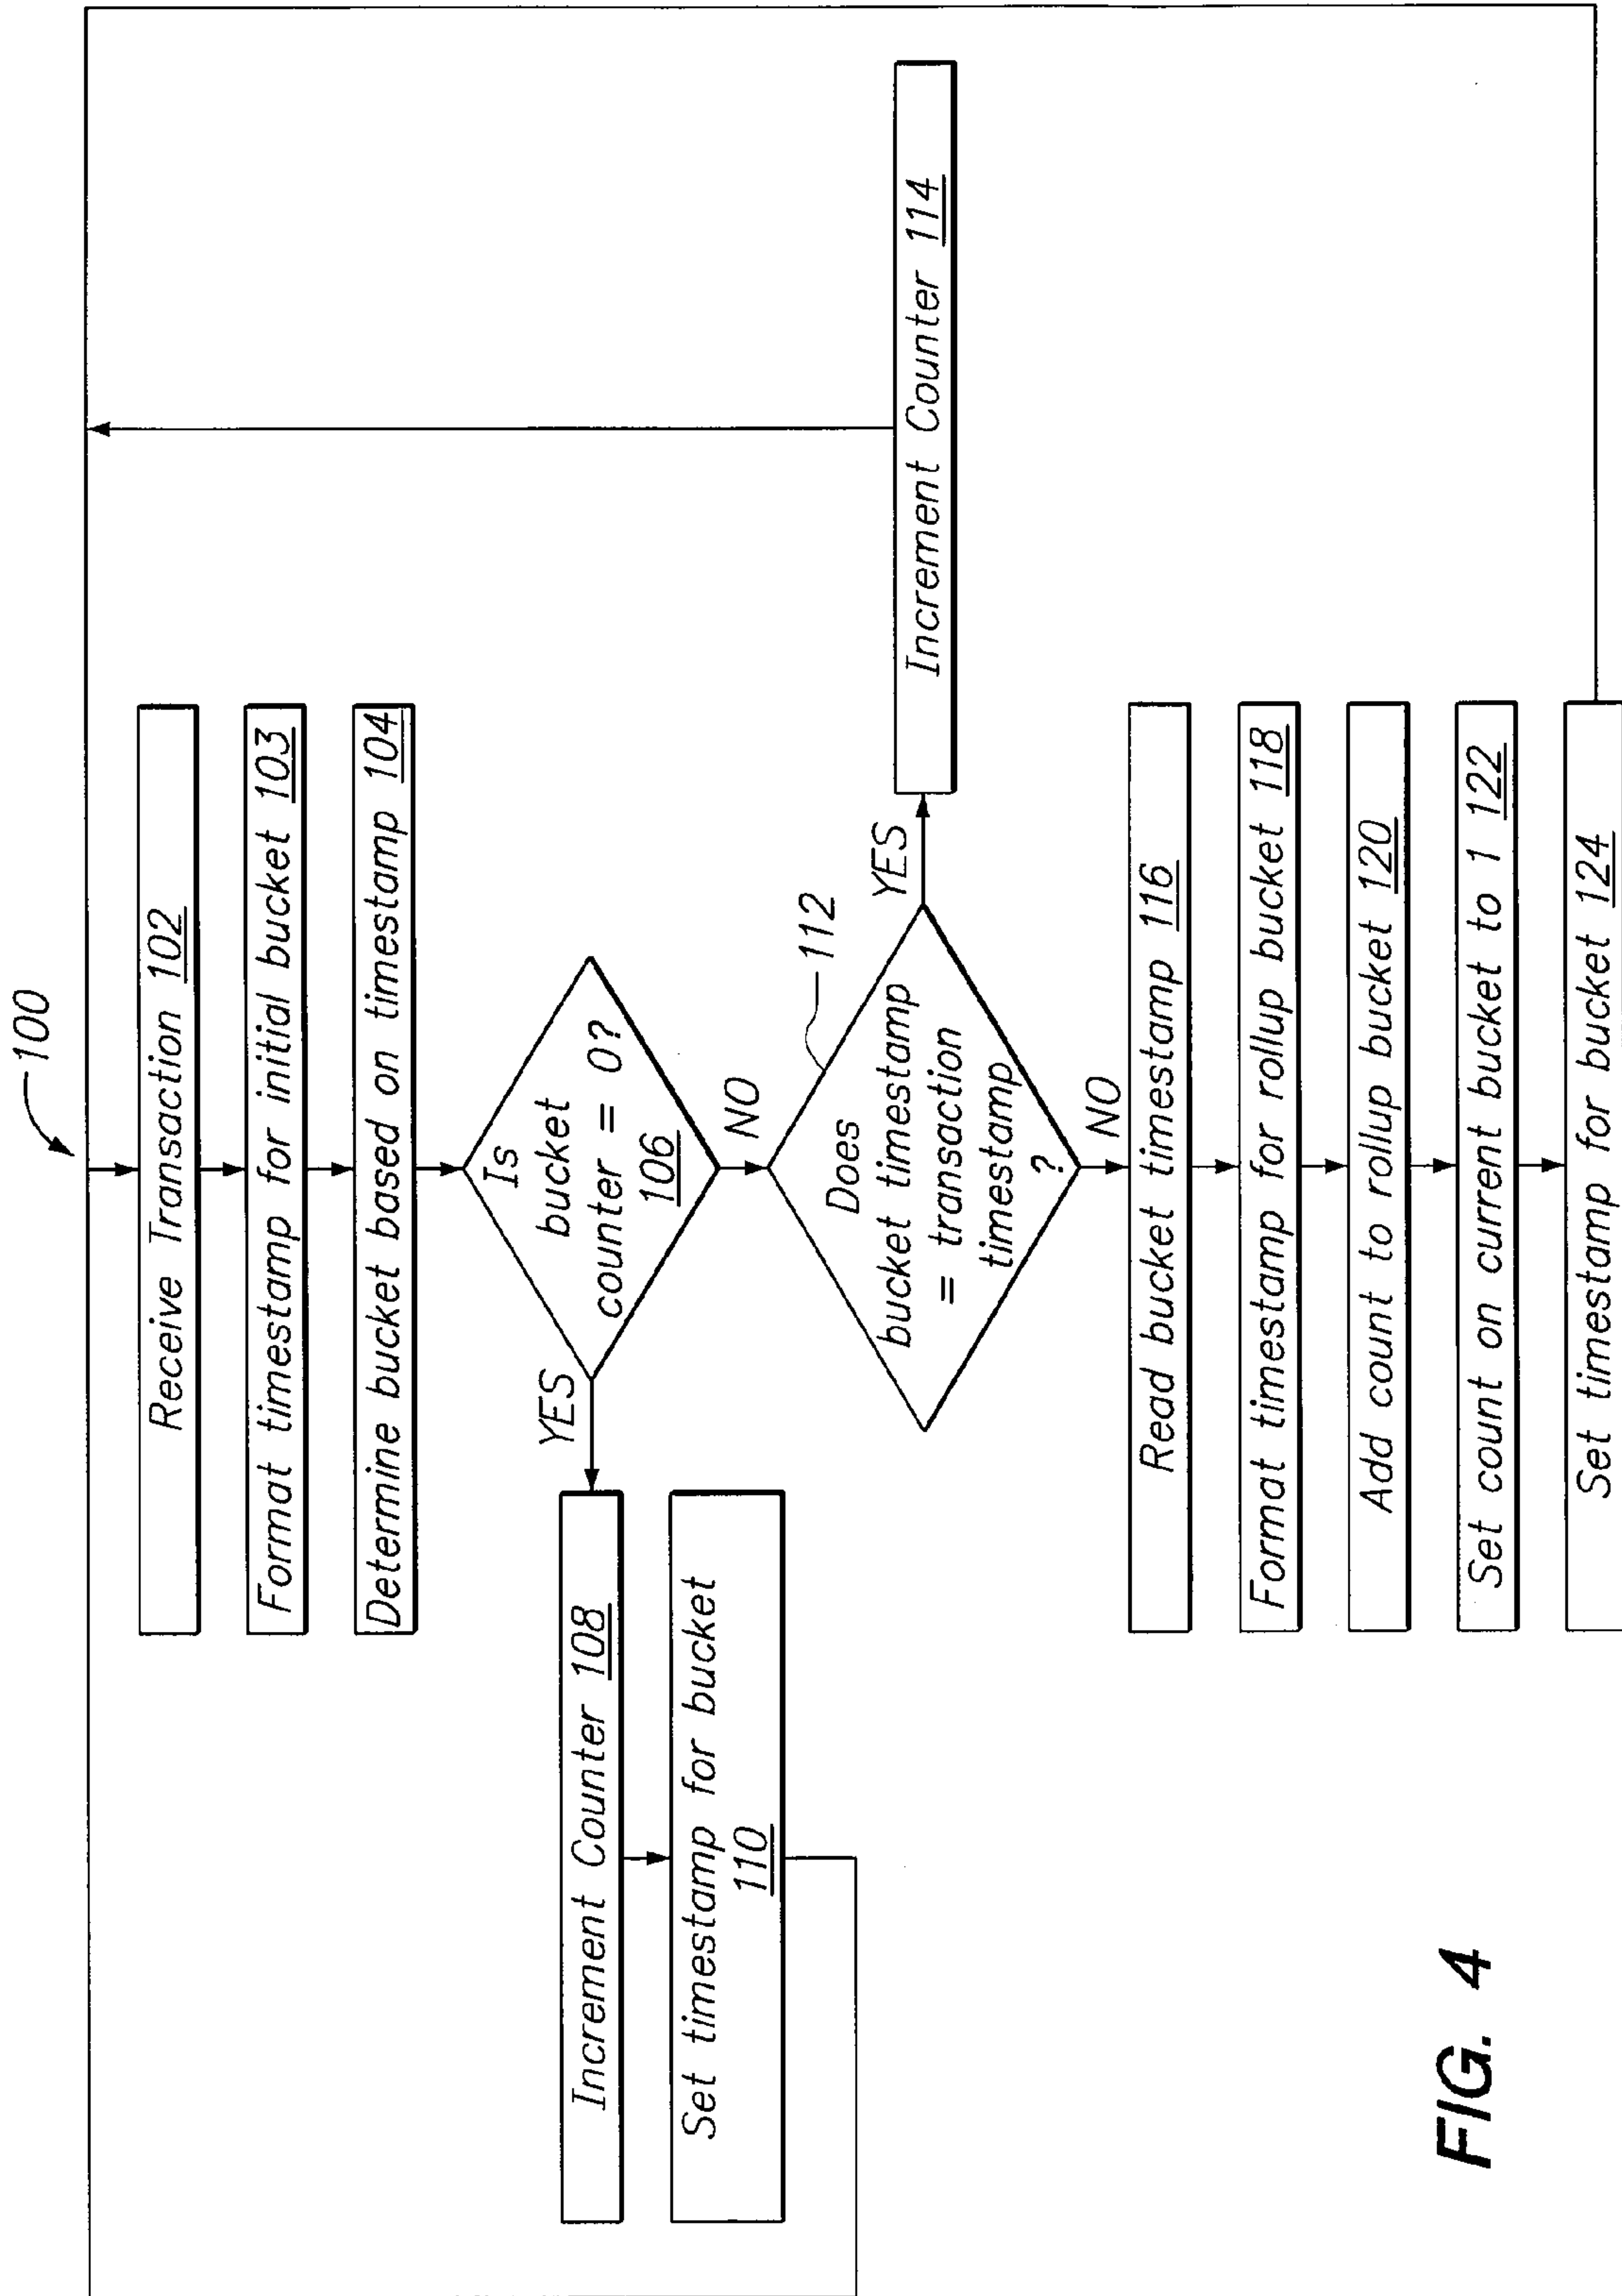 100
Receive Transaction 102
Format timestamp for initial bucket 103
Determine bucket based on timestamp 104
Is
bucket
counter = 0?
106
YES
NO
Increment Counter 108
Set timestamp for bucket
110
Does
bucket timestamp
= transaction
timestamp
?
112
YES
NO
Increment Counter 114
Read bucket timestamp 116
Format timestamp for rollup bucket 118
Add count to rollup bucket 120
Set count on current bucket to 1 122
Set timestamp for bucket 124
FIG. 4